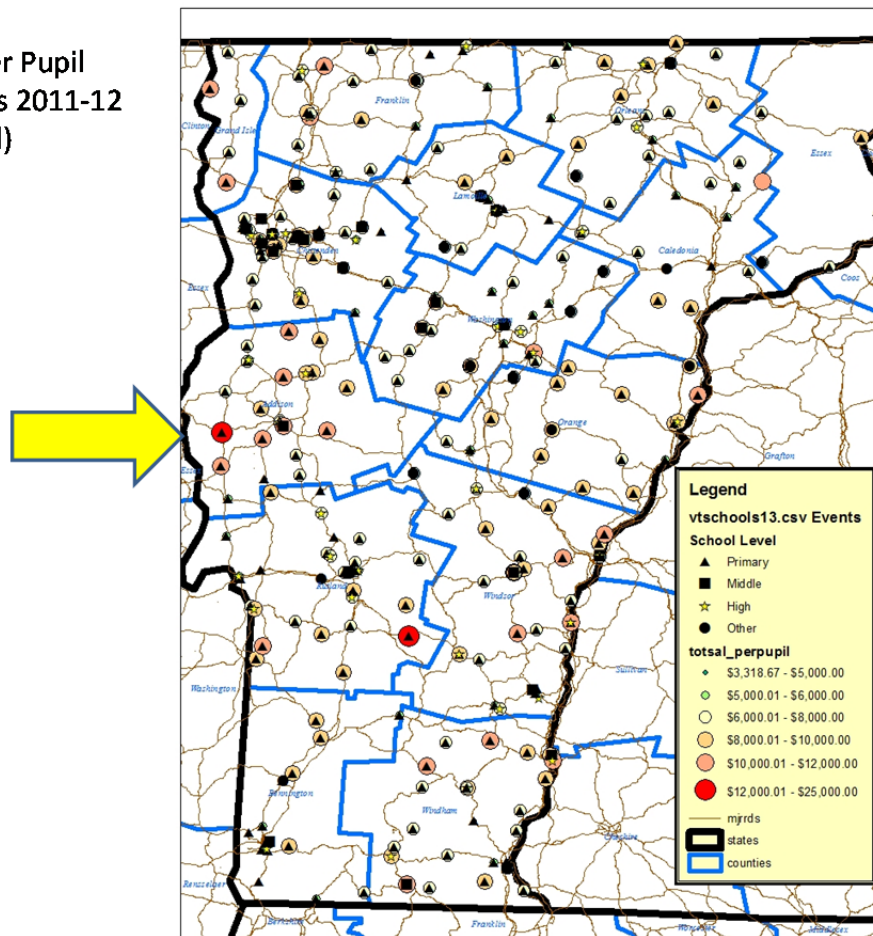 er Pupil
s 2011-12
l)
Franklin
Orleans
Clinton
Grand Isle
Essex
Lamoille
Chittenden
Caledonia
Essex
Coos
Washington
Addison
Orange
Essex
Grafton
Rutland
Windsor
Washington
Sullivan
Bennington
Windham
Cheshire
Rensselaer
Berkshire
Franklin
Worcester
Middlesex
Legend
vtschools13.csv Events
School Level
Primary
Middle
High
Other
totsal_perpupil
$3,318.67 - $5,000.00
$5,000.01 - $6,000.00
$6,000.01 - $8,000.00
$8,000.01 - $10,000.00
$10,000.01 - $12,000.00
$12,000.01 - $25,000.00
mjrrds
states
counties